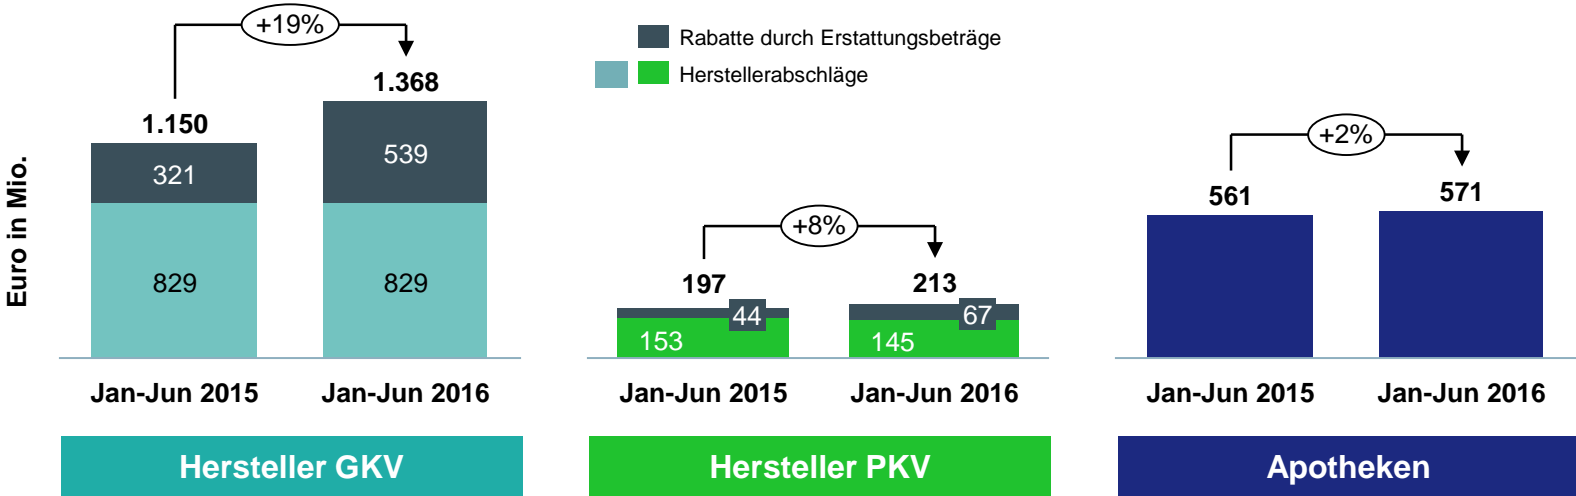 +19%
Rabatte durch Erstattungsbeträge
Herstellerabschläge
Euro in Mio.
1.150
1.368
321
539
829
829
Jan-Jun 2015
Jan-Jun 2016
Hersteller GKV
+8%
197
213
44
67
153
145
Jan-Jun 2015
Jan-Jun 2016
Hersteller PKV
+2%
561
571
Jan-Jun 2015
Jan-Jun 2016
Apotheken